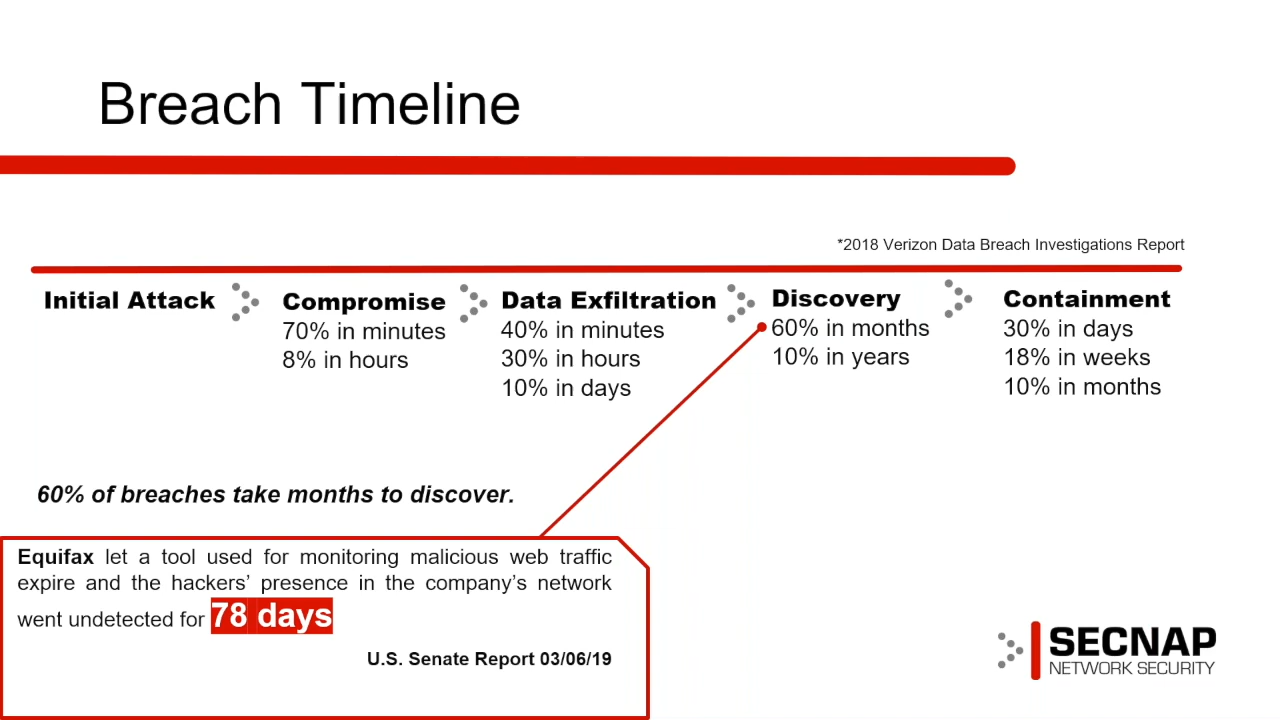 Breach Timeline
*2018 Verizon Data Breach Investigations Report
Initial Attack
Compromise
70% in minutes
8% in hours
Data Exfiltration
40% in minutes
30% in hours
10% in days
Discovery
60% in months
10% in years
Containment
30% in days
18% in weeks
10% in months
60% of breaches take months to discover.
Equifax let a tool used for monitoring malicious web traffic
expire and the hackers’ presence in the company’s network
went undetected for 78 days
U.S. Senate Report 03/06/19
SECNAP
NETWORK SECURITY